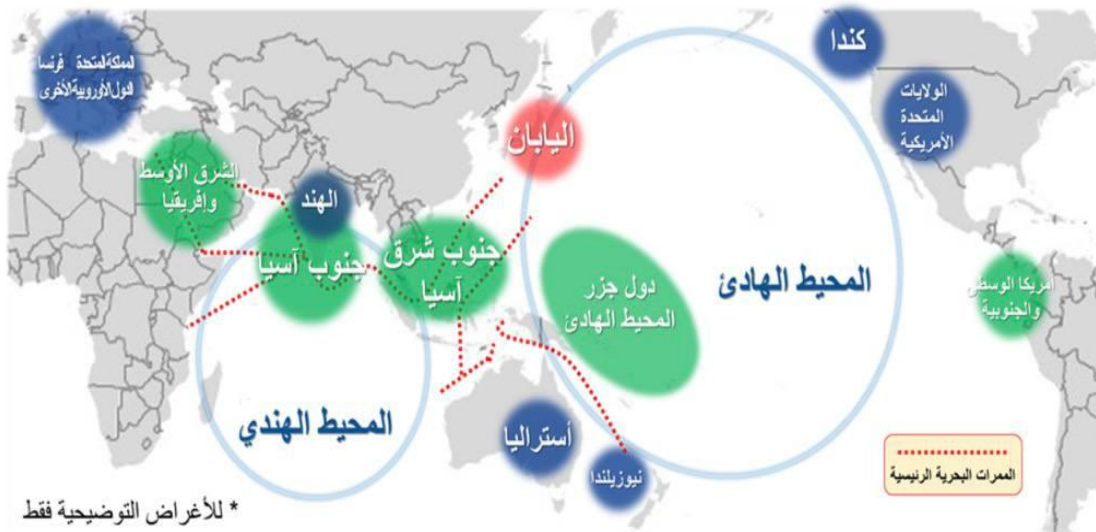 كندا
المملكة المتحدة فرنسا
الدول الأوروبية الأخرى
الولايات
المتحدة
الأمريكية
اليابان
الشرق الأوسط
وإفريقيا
الهند
جنوب شرق
آسيا
جنوب آسيا
دول جزر
المحيط الهادئ
المحيط الهادئ
أمريكا الوسطى
والجنوبية
المحيط الهندي
أستراليا
نيوزيلندا
الممرات البحرية الرئيسية
* للأغراض التوضيحية فقط